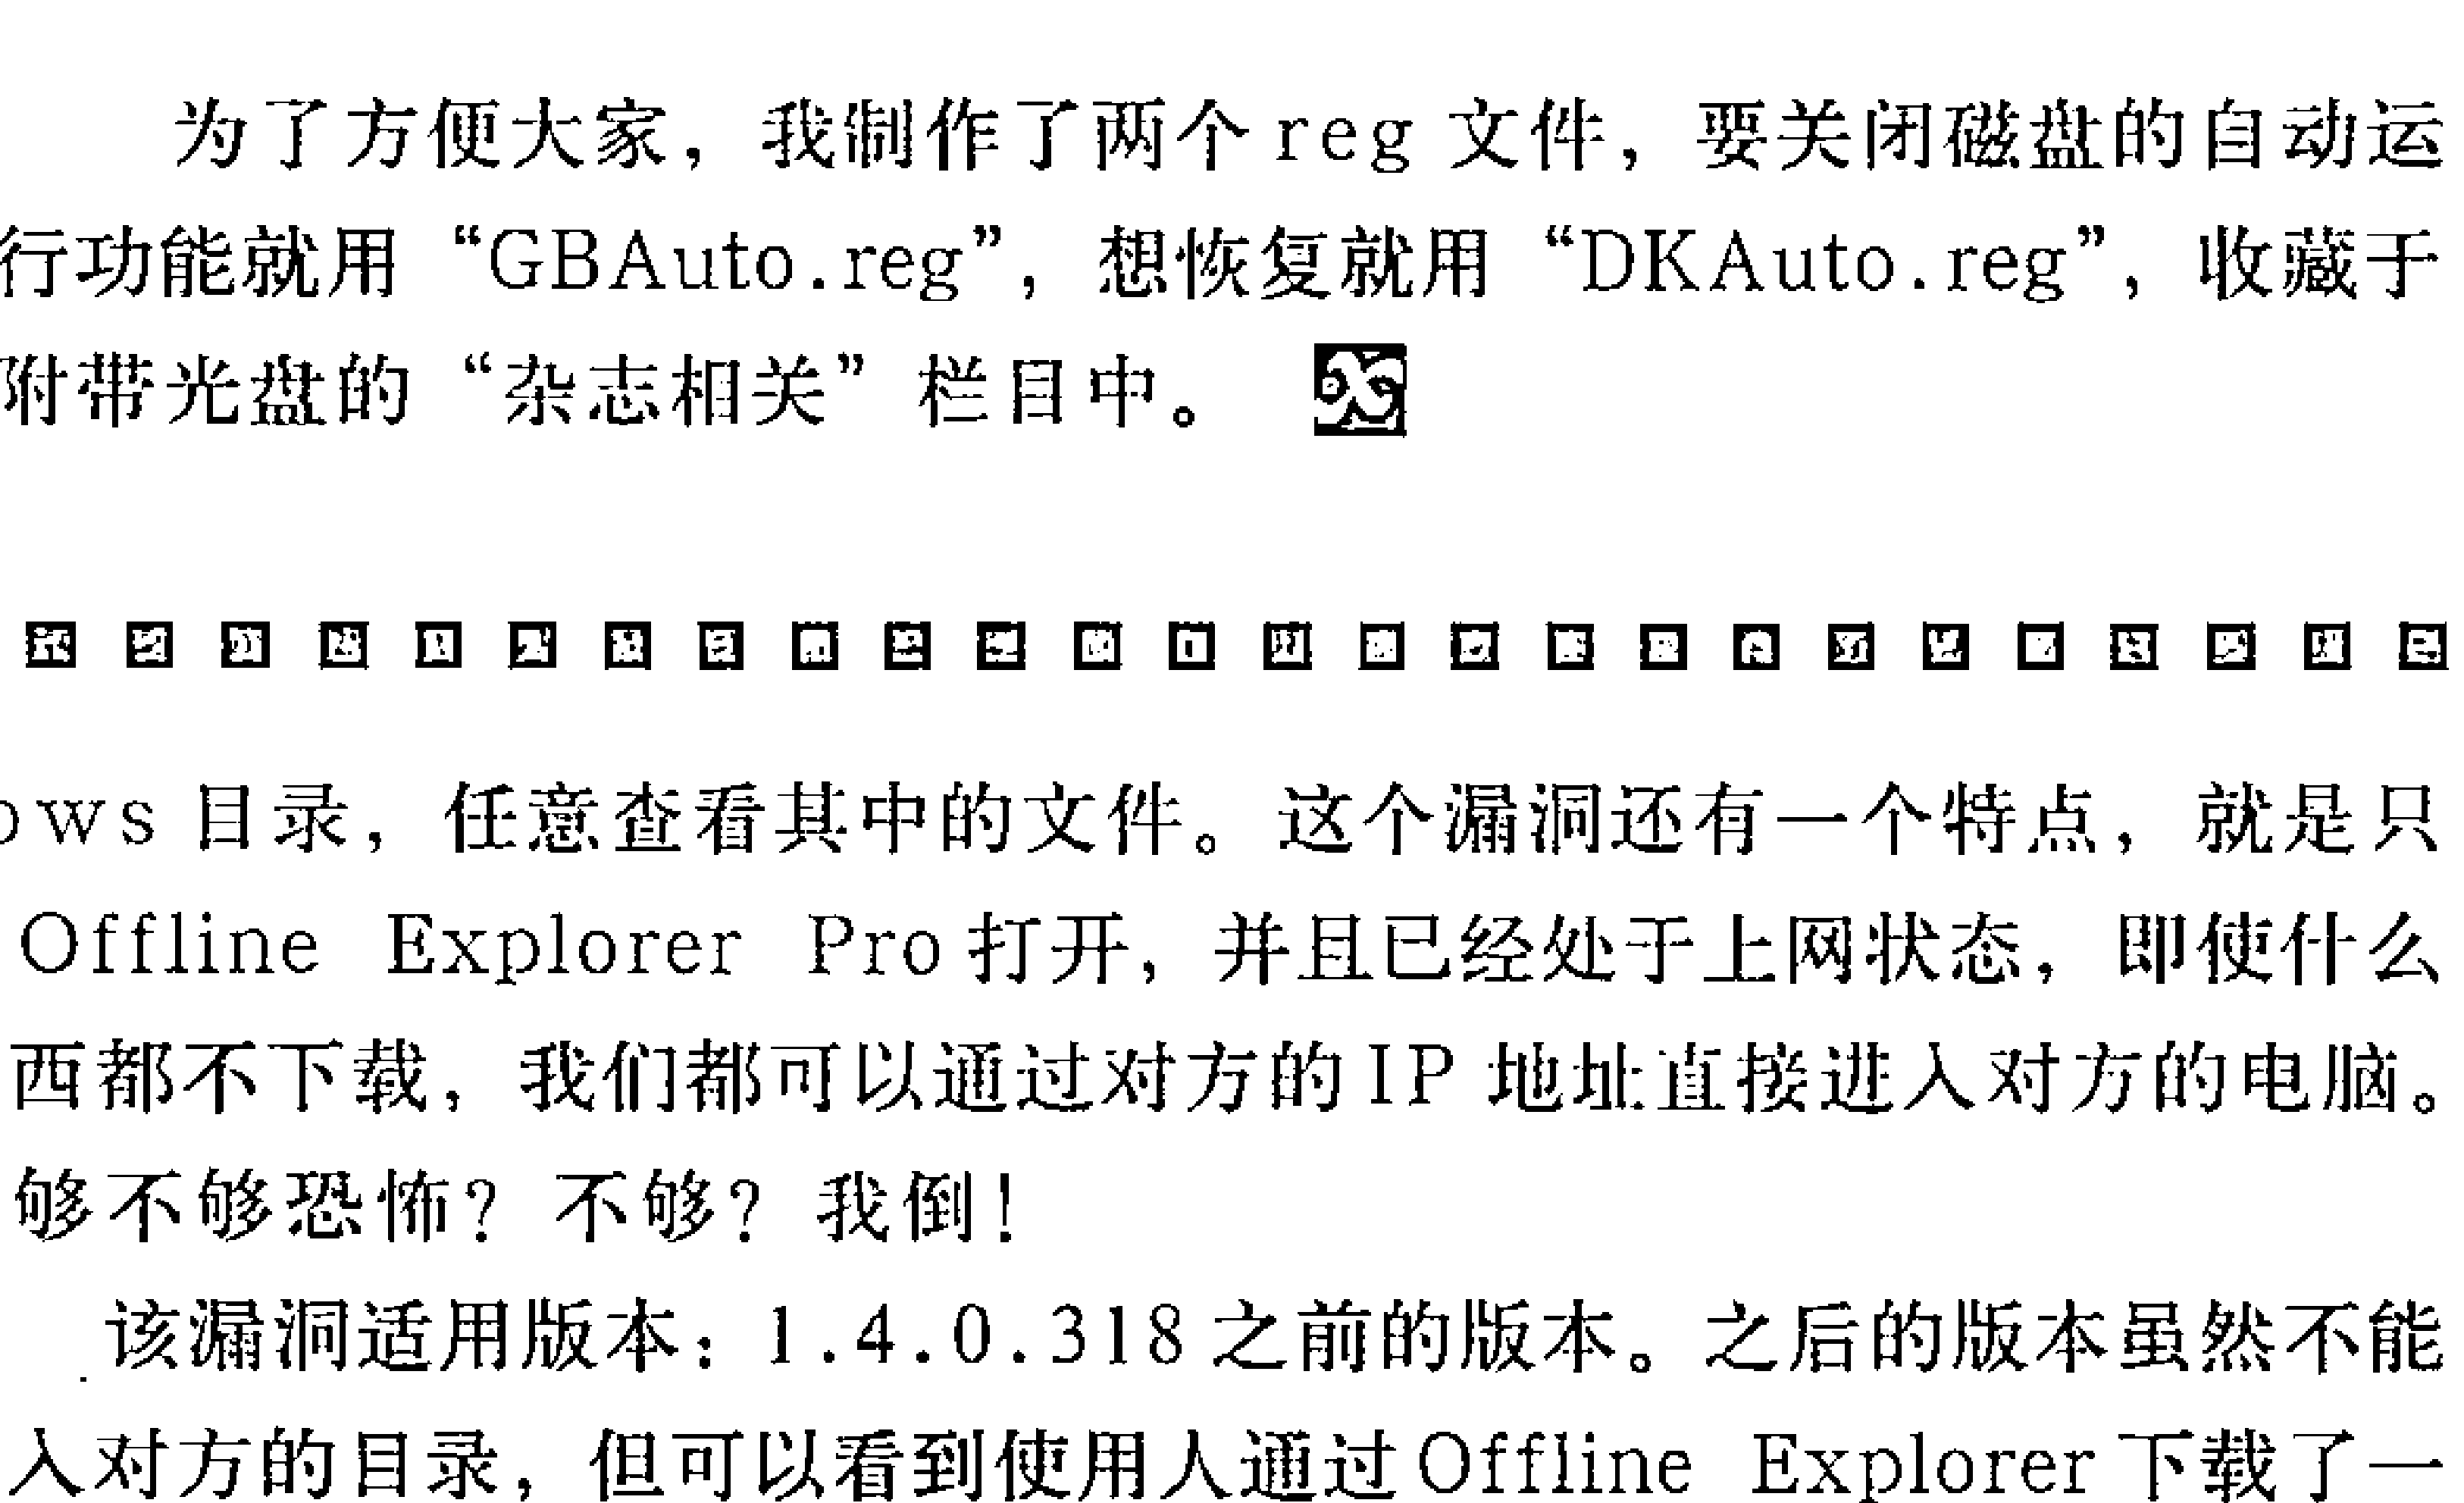 为了方便大家，我制作了两个reg文件，要关闭磁盘的自动运
行功能就用“GBAuto.reg”，想恢复就用“DKAuto.reg”，收藏于
附带光盘的“杂志相关”栏目中。
ows目录，任意查看其中的文件。这个漏洞还有一个特点，就是只
Offline Explorer Pro打开，并且已经处于上网状态，即使什么
西都不下载，我们都可以通过对方的IP地址直接进入对方的电脑。
够不够恐怖？不够？我倒！
该漏洞适用版本：1.4.0.318之前的版本。之后的版本虽然不能
入对方的目录，但可以看到使用人通过Offline Explorer下载了一